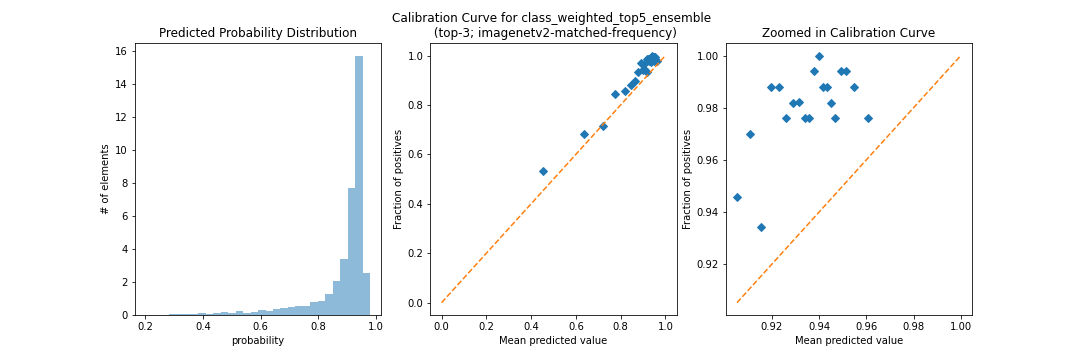 Predicted Probability Distribution
16
14
12
10
8
6
4
2
0
# of elements
0.2 0.4 0.6 0.8 1.0
probability
Calibration Curve for class_weighted_top5_ensemble
(top-3; imagenetv2-matched-frequency)
1.0
0.8
0.6
0.4
0.2
0.0
Fraction of positives
0.0 0.2 0.4 0.6 0.8 1.0
Mean predicted value
Zoomed in Calibration Curve
1.00
0.98
0.96
0.94
0.92
Fraction of positives
0.92 0.94 0.96 0.98 1.00
Mean predicted value